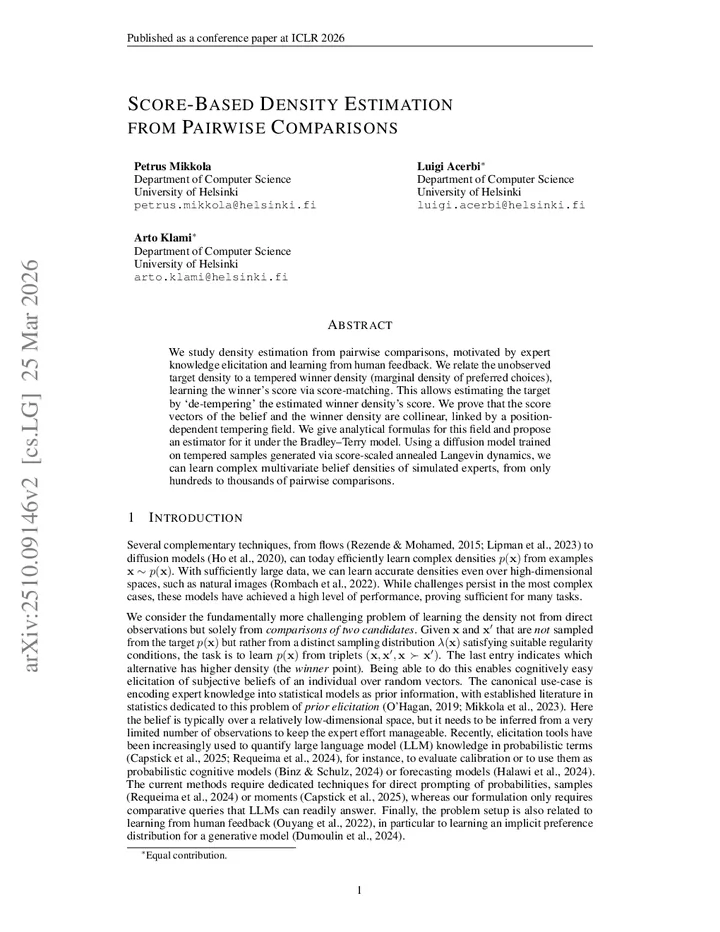 Published as a conference paper at ICLR 2026
SCORE-BASED DENSITY ESTIMATION
FROM PAIRWISE COMPARISONS
Petrus Mikkola
Department of Computer Science
University of Helsinki
petrus.mikkola@helsinki.fi
Luigi Acerbi*
Department of Computer Science
University of Helsinki
luigi.acerbi@helsinki.fi
Arto Klami*
Department of Computer Science
University of Helsinki
arto.klami@helsinki.fi
ABSTRACT
We study density estimation from pairwise comparisons, motivated by expert
knowledge elicitation and learning from human feedback. We relate the unobserved
target density to a tempered winner density (marginal density of preferred choices),
learning the winner's score via score-matching. This allows estimating the target
by 'de-tempering' the estimated winner density's score. We prove that the score
vectors of the belief and the winner density are collinear, linked by a position-
dependent tempering field. We give analytical formulas for this field and propose
an estimator for it under the Bradley–Terry model. Using a diffusion model trained
on tempered samples generated via score-scaled annealed Langevin dynamics, we
can learn complex multivariate belief densities of simulated experts, from only
hundreds to thousands of pairwise comparisons.
1 INTRODUCTION
Several complementary techniques, from flows (Rezende & Mohamed, 2015; Lipman et al., 2023) to
diffusion models (Ho et al., 2020), can today efficiently learn complex densities p(x) from examples
x ∼ p(x). With sufficiently large data, we can learn accurate densities even over high-dimensional
spaces, such as natural images (Rombach et al., 2022). While challenges persist in the most complex
cases, these models have achieved a high level of performance, proving sufficient for many tasks.
We consider the fundamentally more challenging problem of learning the density not from direct
observations but solely from comparisons of two candidates. Given x and x′ that are not sampled
from the target p(x) but rather from a distinct sampling distribution λ(x) satisfying suitable regularity
conditions, the task is to learn p(x) from triplets (x, x′, x ≻ x′). The last entry indicates which
alternative has higher density (the winner point). Being able to do this enables cognitively easy
elicitation of subjective beliefs of an individual over random vectors. The canonical use-case is
encoding expert knowledge into statistical models as prior information, with established literature in
statistics dedicated to this problem of prior elicitation (O'Hagan, 2019; Mikkola et al., 2023). Here
the belief is typically over a relatively low-dimensional space, but it needs to be inferred from a very
limited number of observations to keep the expert effort manageable. Recently, elicitation tools have
been increasingly used to quantify large language model (LLM) knowledge in probabilistic terms
(Capstick et al., 2025; Requeima et al., 2024), for instance, to evaluate calibration or to use them as
probabilistic cognitive models (Binz & Schulz, 2024) or forecasting models (Halawi et al., 2024).
The current methods require dedicated techniques for direct prompting of probabilities, samples
(Requeima et al., 2024) or moments (Capstick et al., 2025), whereas our formulation only requires
comparative queries that LLMs can readily answer. Finally, the problem setup is also related to
learning from human feedback (Ouyang et al., 2022), in particular to learning an implicit preference
distribution for a generative model (Dumoulin et al., 2024).
*Equal contribution.
1
arXiv:2510.09146v2 [cs.LG] 25 Mar 2026